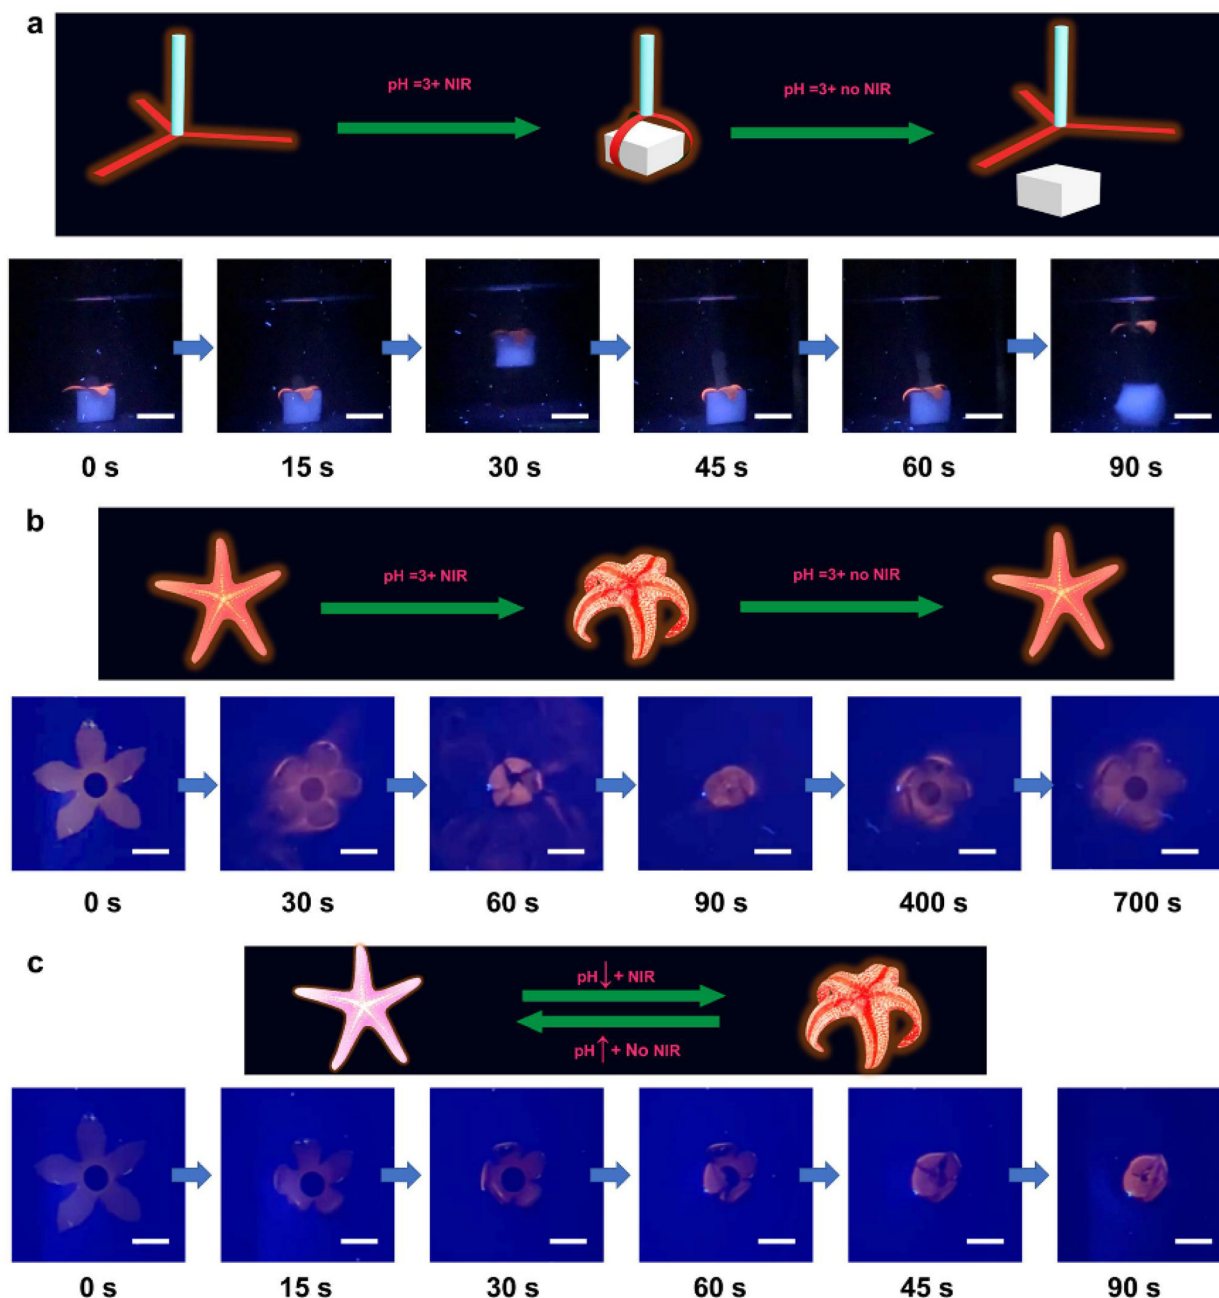 a
pH =3+ NIR
pH =3+ no NIR
0 s
15 s
30 s
45 s
60 s
90 s
b
pH =3+ NIR
pH =3+ no NIR
0 s
30 s
60 s
90 s
400 s
700 s
c
pH↓+ NIR
pH↑+ No NIR
0 s
15 s
30 s
60 s
45 s
90 s